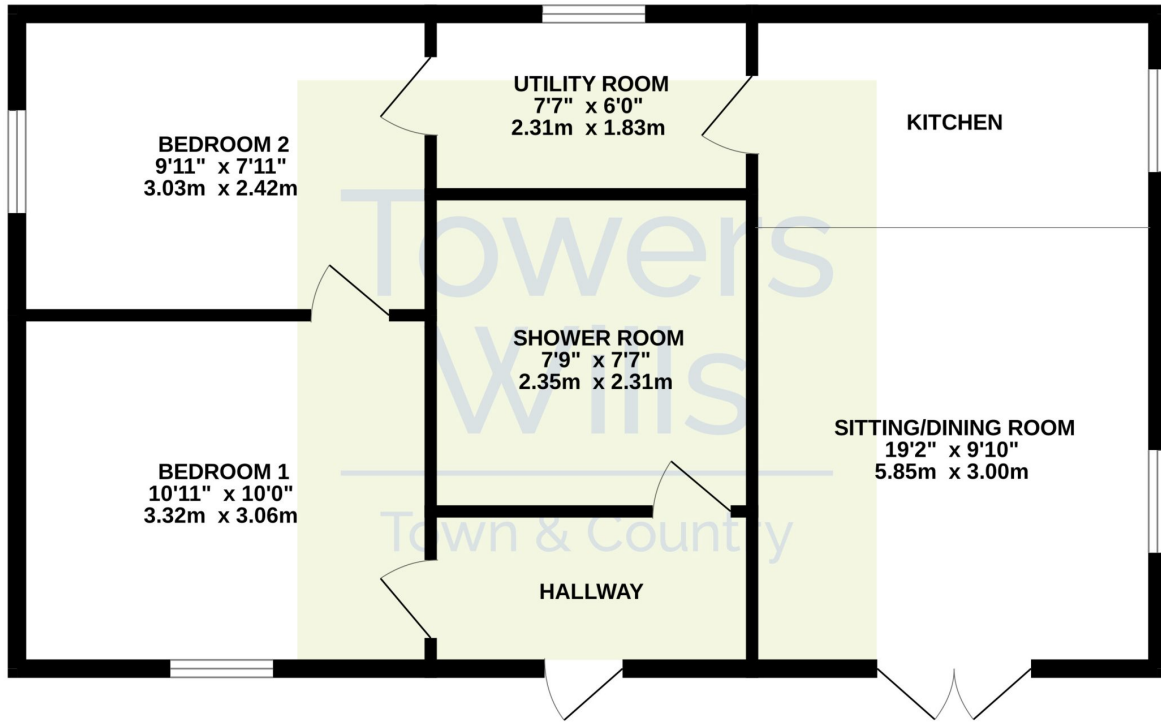 UTILITY ROOM
7'7" x 6'0"
2.31m x 1.83m
KITCHEN
BEDROOM 2
9'11" x 7'11"
3.03m x 2.42m
Towers
Wills
SHOWER ROOM
7'9" x 7'7"
2.35m x 2.31m
SITTING/DINING ROOM
19'2" x 9'10"
5.85m x 3.00m
BEDROOM 1
10'11" x 10'0"
3.32m x 3.06m
Town & Country
HALLWAY